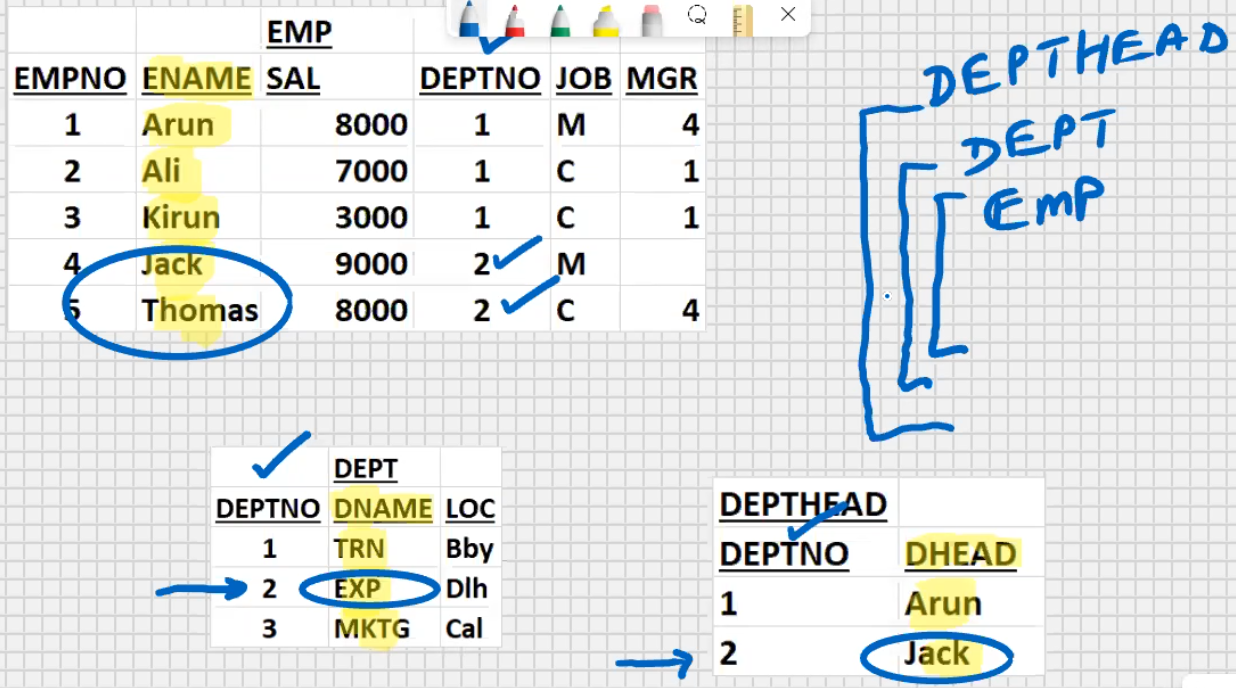 EMP
EMPNO ENAME SAL DEPTNO JOB MGR
1 Arun 8000 1 M 4
2 Ali 7000 1 C 1
3 Kirun 3000 1 C 1
4 Jack 9000 2 M
5 Thomas 8000 2 C 4
DEPTHEAD
DEPT
EMP
DEPT
DEPTNO DNAME LOC
1 TRN Bby
2 EXP Dlh
3 MKTG Cal
DEPTHEAD
DEPTNO DHEAD
1 Arun
2 Jack